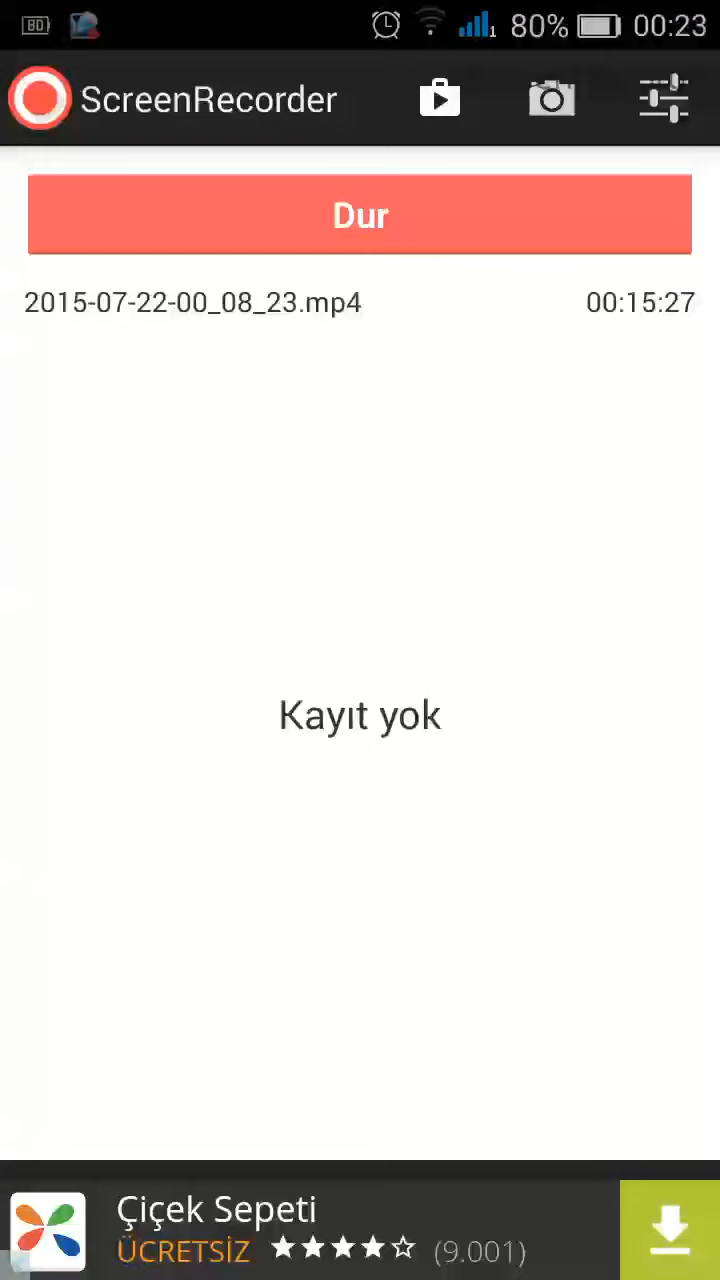 80% 00:23
ScreenRecorder
Dur
2015-07-22-00_08_23.mp4 00:15:27
Kayıt yok
Çiçek Sepeti
ÜCRETSİZ (9.001)